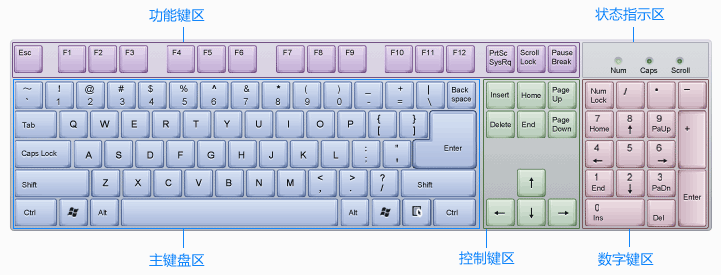 功能键区 状态指示区
Esc F1 F2 F3 F4 F5 F6 F7 F8 F9 F10 F11 F12 PrtSc SysRq Scroll Lock Pause Break
Num Caps Scroll
~ ` ! 1 @ 2 # 3 $ 4 % 5 ^ 6 & 7 * 8 ( 9 ) 0 _ - + = | \ Back space Insert Home Page Up Num Lock / * -
Tab Q W E R T Y U I O P { [ } ] Delete End Page Down 7 Home 8 ↑ 9 PaUp +
Caps Lock A S D F G H J K L : ; " ' Enter 4 ← 5 6 →
Shift Z X C V B N M < , > . ? / Shift ↑ 1 End 2 ↓ 3 PaDn Enter
Ctrl Alt Alt Ctrl ← ↓ → 0 Ins Del
主键盘区 控制键区 数字键区